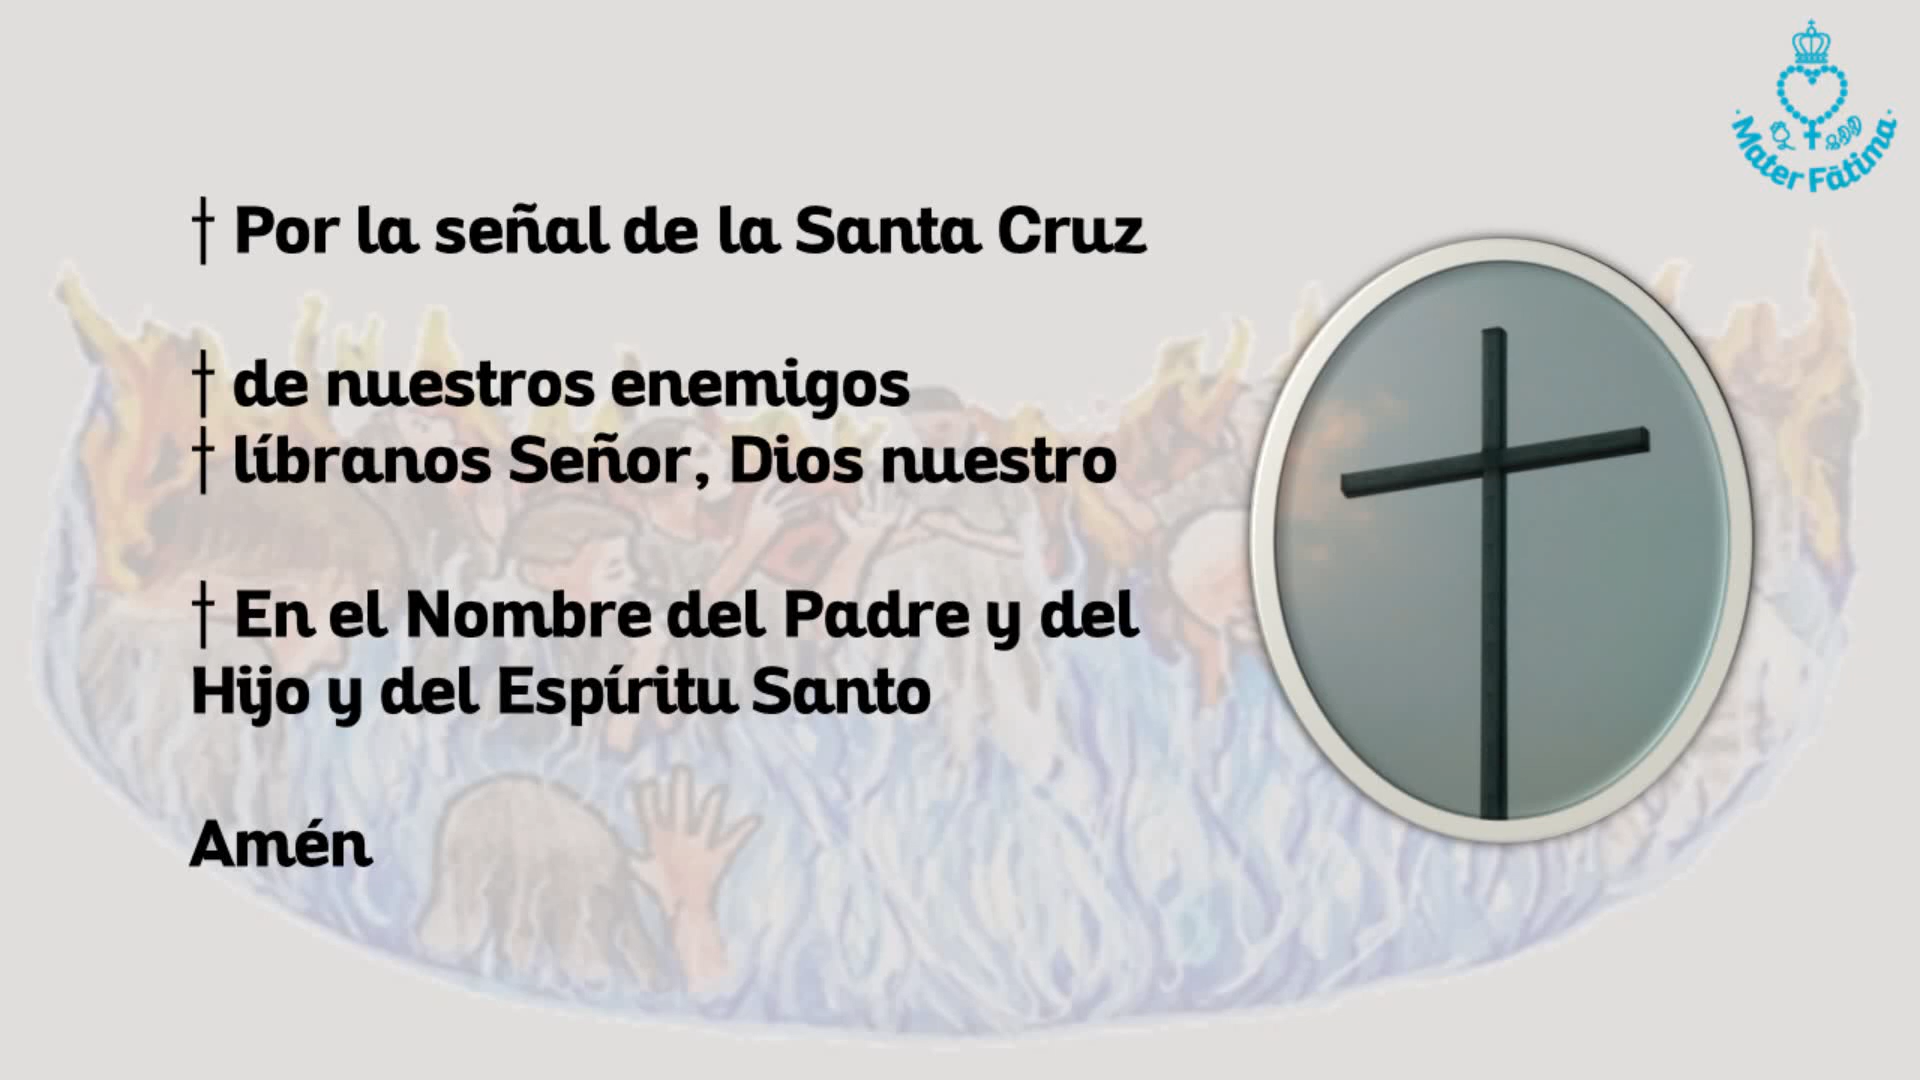 Mater Fátima
† Por la señal de la Santa Cruz
† de nuestros enemigos
† líbranos Señor, Dios nuestro
† En el Nombre del Padre y del
Hijo y del Espíritu Santo
Amén